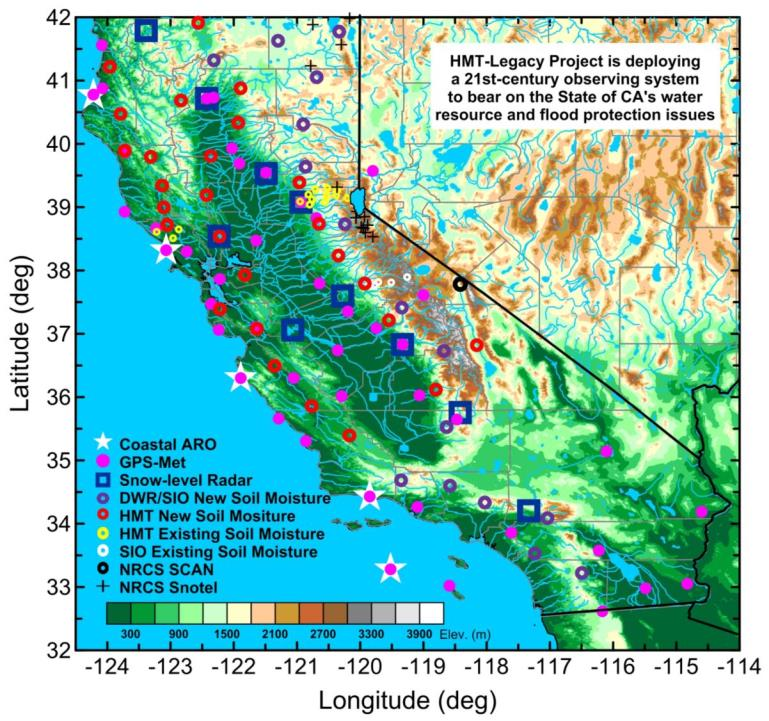 HMT-Legacy Project is deploying
a 21st-century observing system
to bear on the State of CA's water
resource and flood protection issues
42
41
40
39
38
37
36
35
34
33
32
Latitude (deg)
Coastal ARO
GPS-Met
Snow-level Radar
DWR/SIO New Soil Moisture
HMT New Soil Mositure
HMT Existing Soil Moisture
SIO Existing Soil Moisture
NRCS SCAN
NRCS Snotel
300 900 1500 2100 2700 3300 3900 Elev. (m)
-124 -123 -122 -121 -120 -119 -118 -117 -116 -115 -114
Longitude (deg)